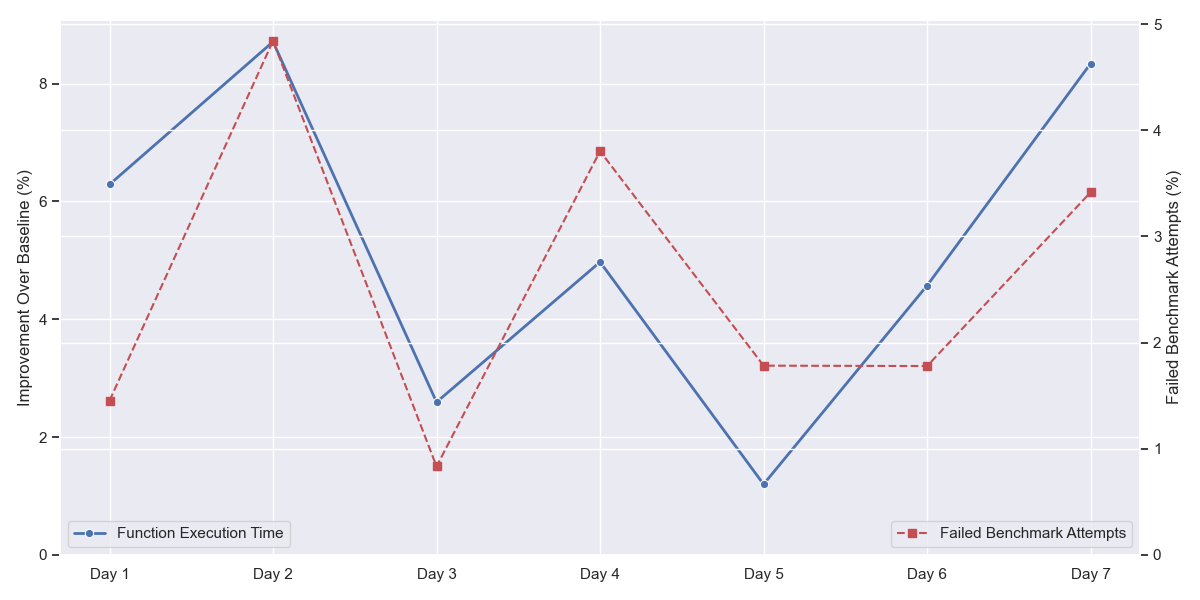 Improvement Over Baseline (%)
8
6
4
2
0
5
4
3
2
1
0
Failed Benchmark Attempts (%)
Function Execution Time
Failed Benchmark Attempts
Day 1 Day 2 Day 3 Day 4 Day 5 Day 6 Day 7